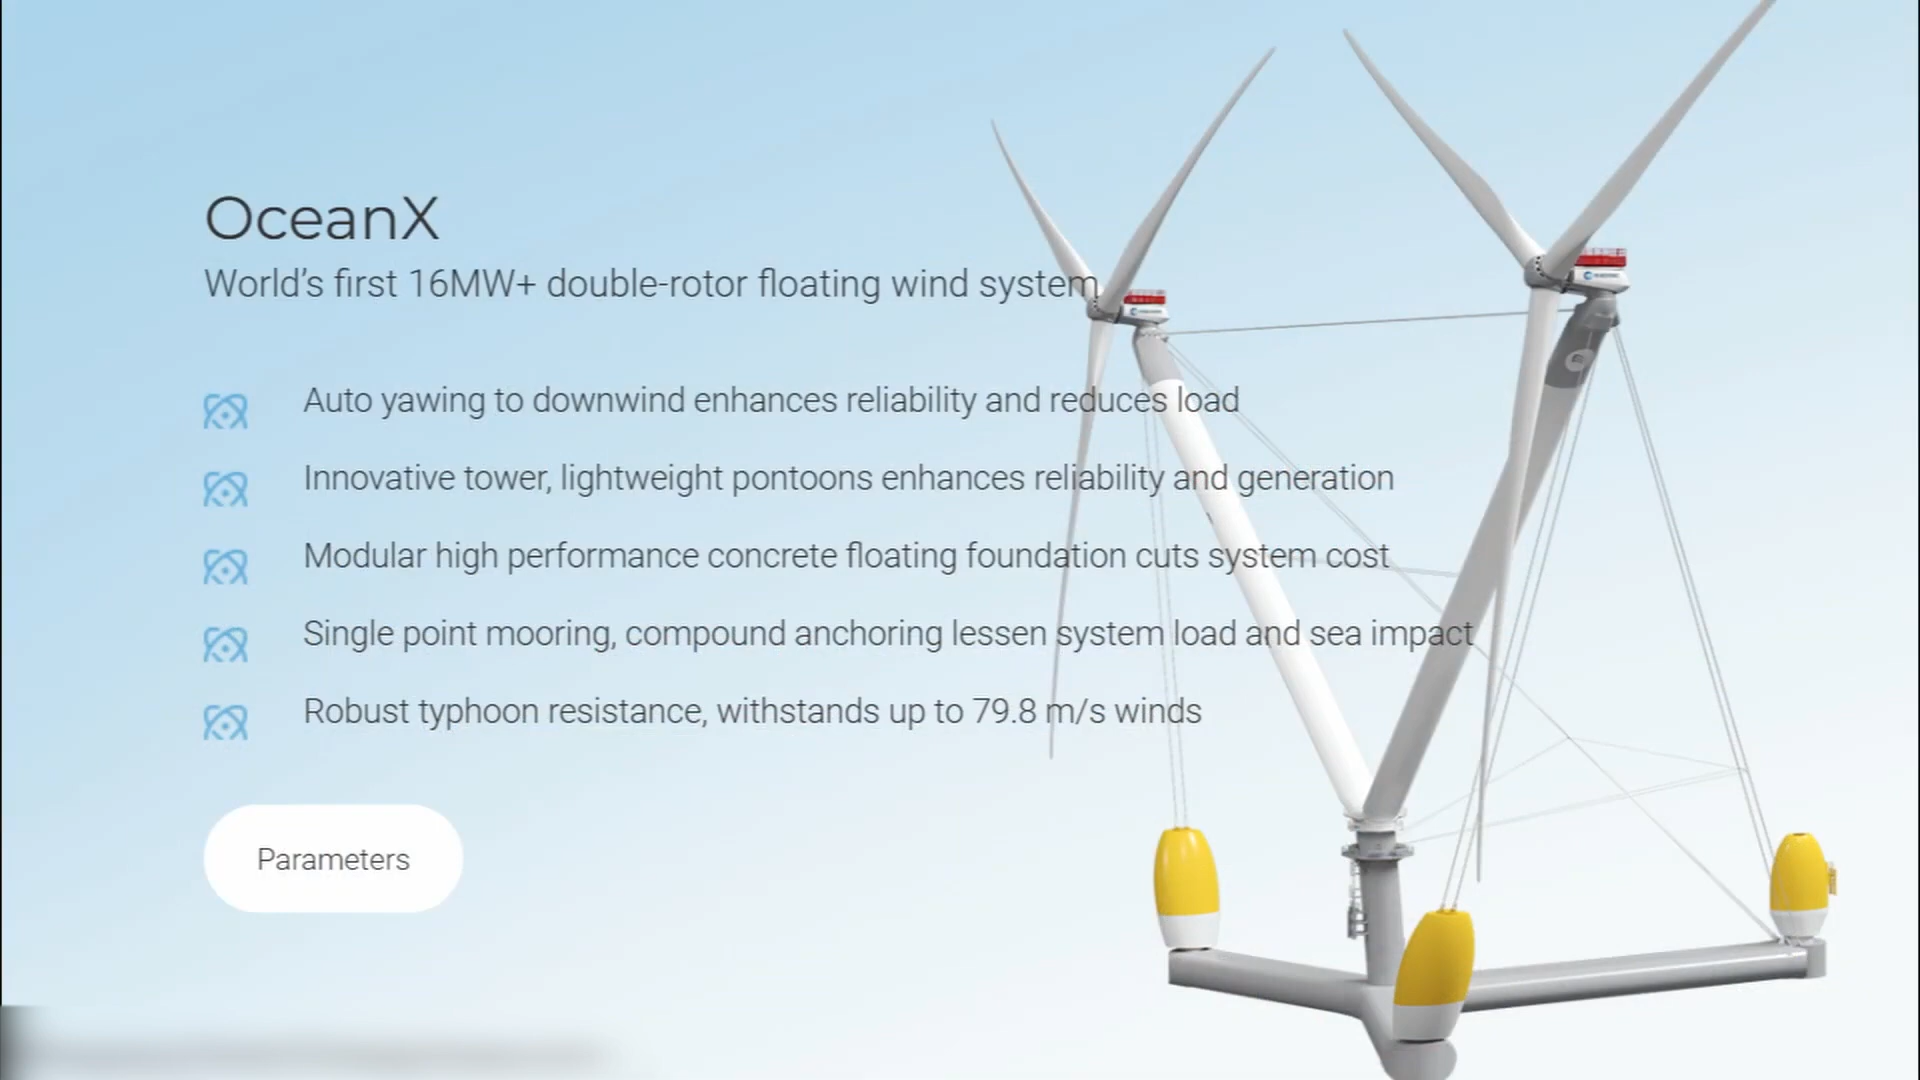 OceanX
World's first 16MW+ double-rotor floating wind system
Auto yawing to downwind enhances reliability and reduces load
Innovative tower, lightweight pontoons enhances reliability and generation
Modular high performance concrete floating foundation cuts system cost
Single point mooring, compound anchoring lessen system load and sea impact
Robust typhoon resistance, withstands up to 79.8 m/s winds
Parameters